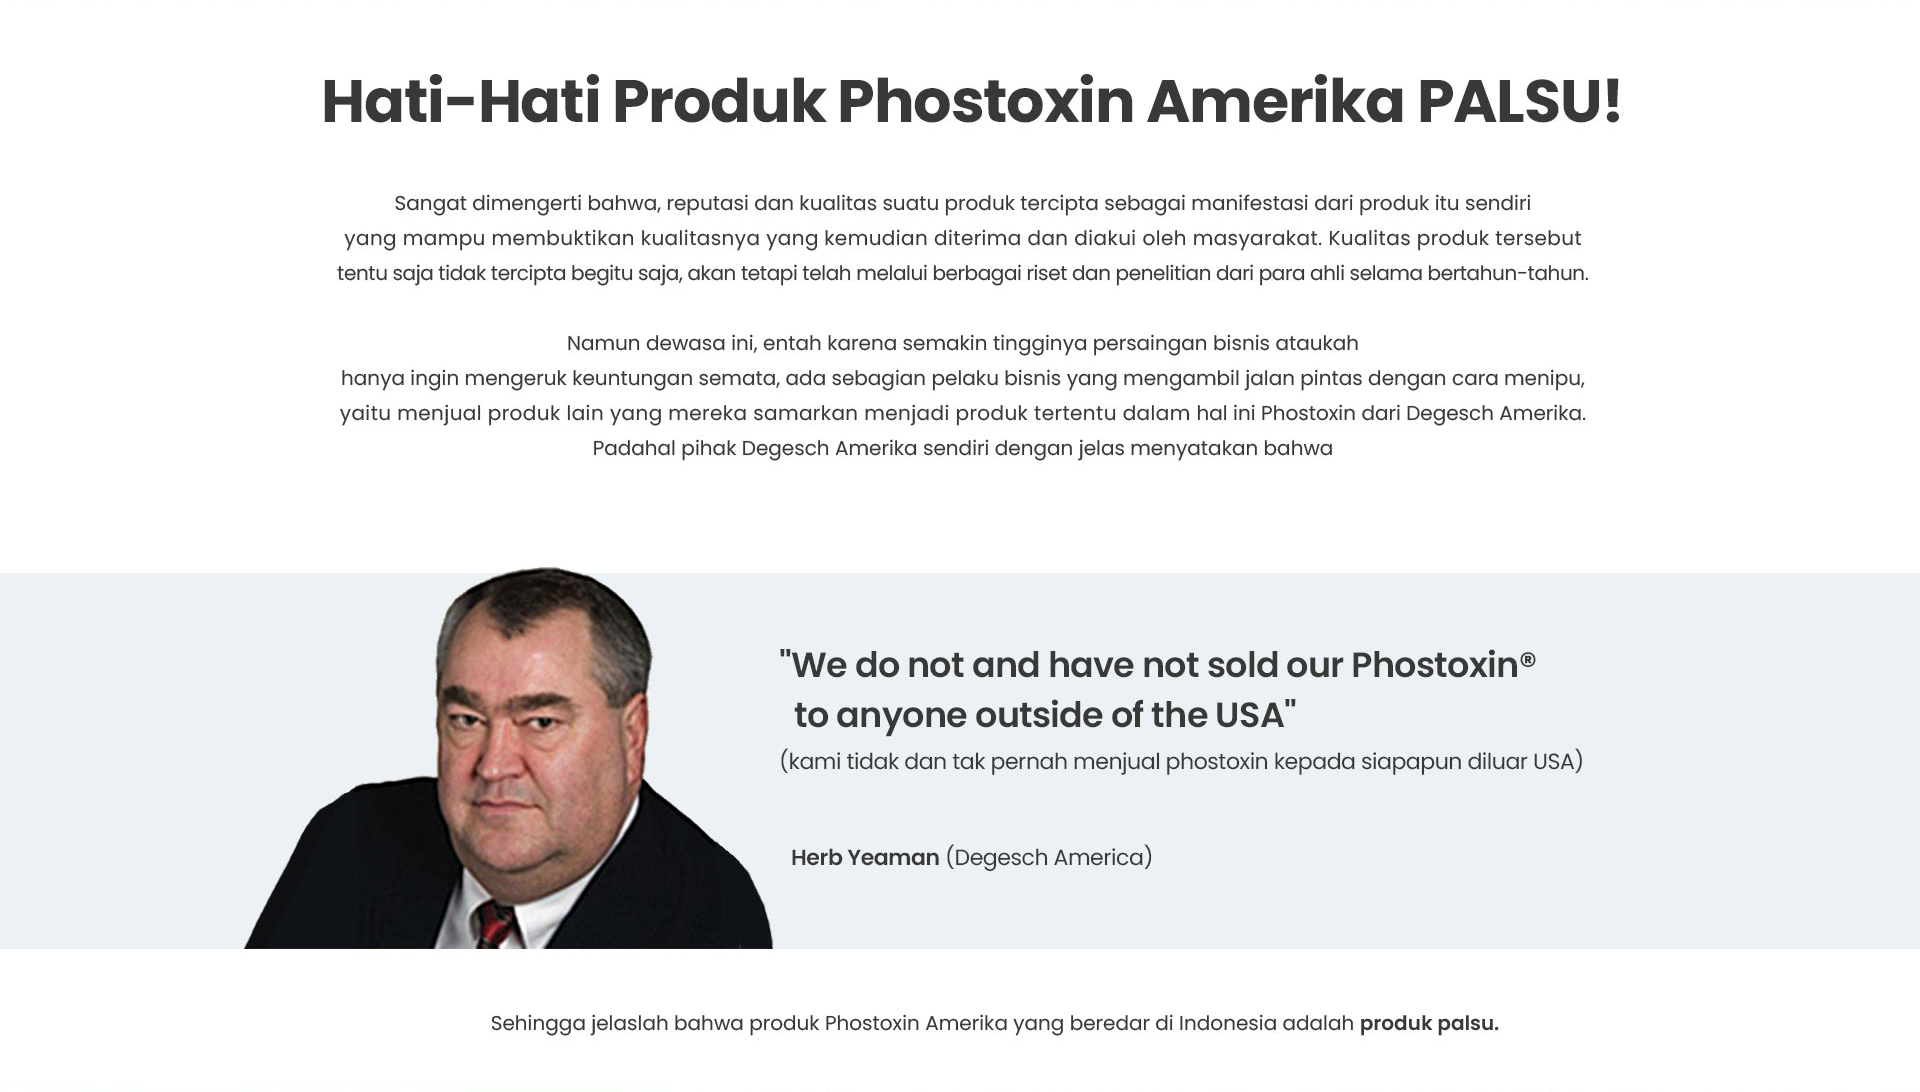 Hati-Hati Produk Phostoxin Amerika PALSU!
Sangat dimengerti bahwa, reputasi dan kualitas suatu produk tercipta sebagai manifestasi dari produk itu sendiri
yang mampu membuktikan kualitasnya yang kemudian diterima dan diakui oleh masyarakat. Kualitas produk tersebut
tentu saja tidak tercipta begitu saja, akan tetapi telah melalui berbagai riset dan penelitian dari para ahli selama bertahun-tahun.
Namun dewasa ini, entah karena semakin tingginya persaingan bisnis ataukah
hanya ingin mengeruk keuntungan semata, ada sebagian pelaku bisnis yang mengambil jalan pintas dengan cara menipu,
yaitu menjual produk lain yang mereka samarkan menjadi produk tertentu dalam hal ini Phostoxin dari Degesch Amerika.
Padahal pihak Degesch Amerika sendiri dengan jelas menyatakan bahwa
"We do not and have not sold our Phostoxin®
to anyone outside of the USA"
(kami tidak dan tak pernah menjual phostoxin kepada siapapun diluar USA)
Herb Yeaman (Degesch America)
Sehingga jelaslah bahwa produk Phostoxin Amerika yang beredar di Indonesia adalah produk palsu.